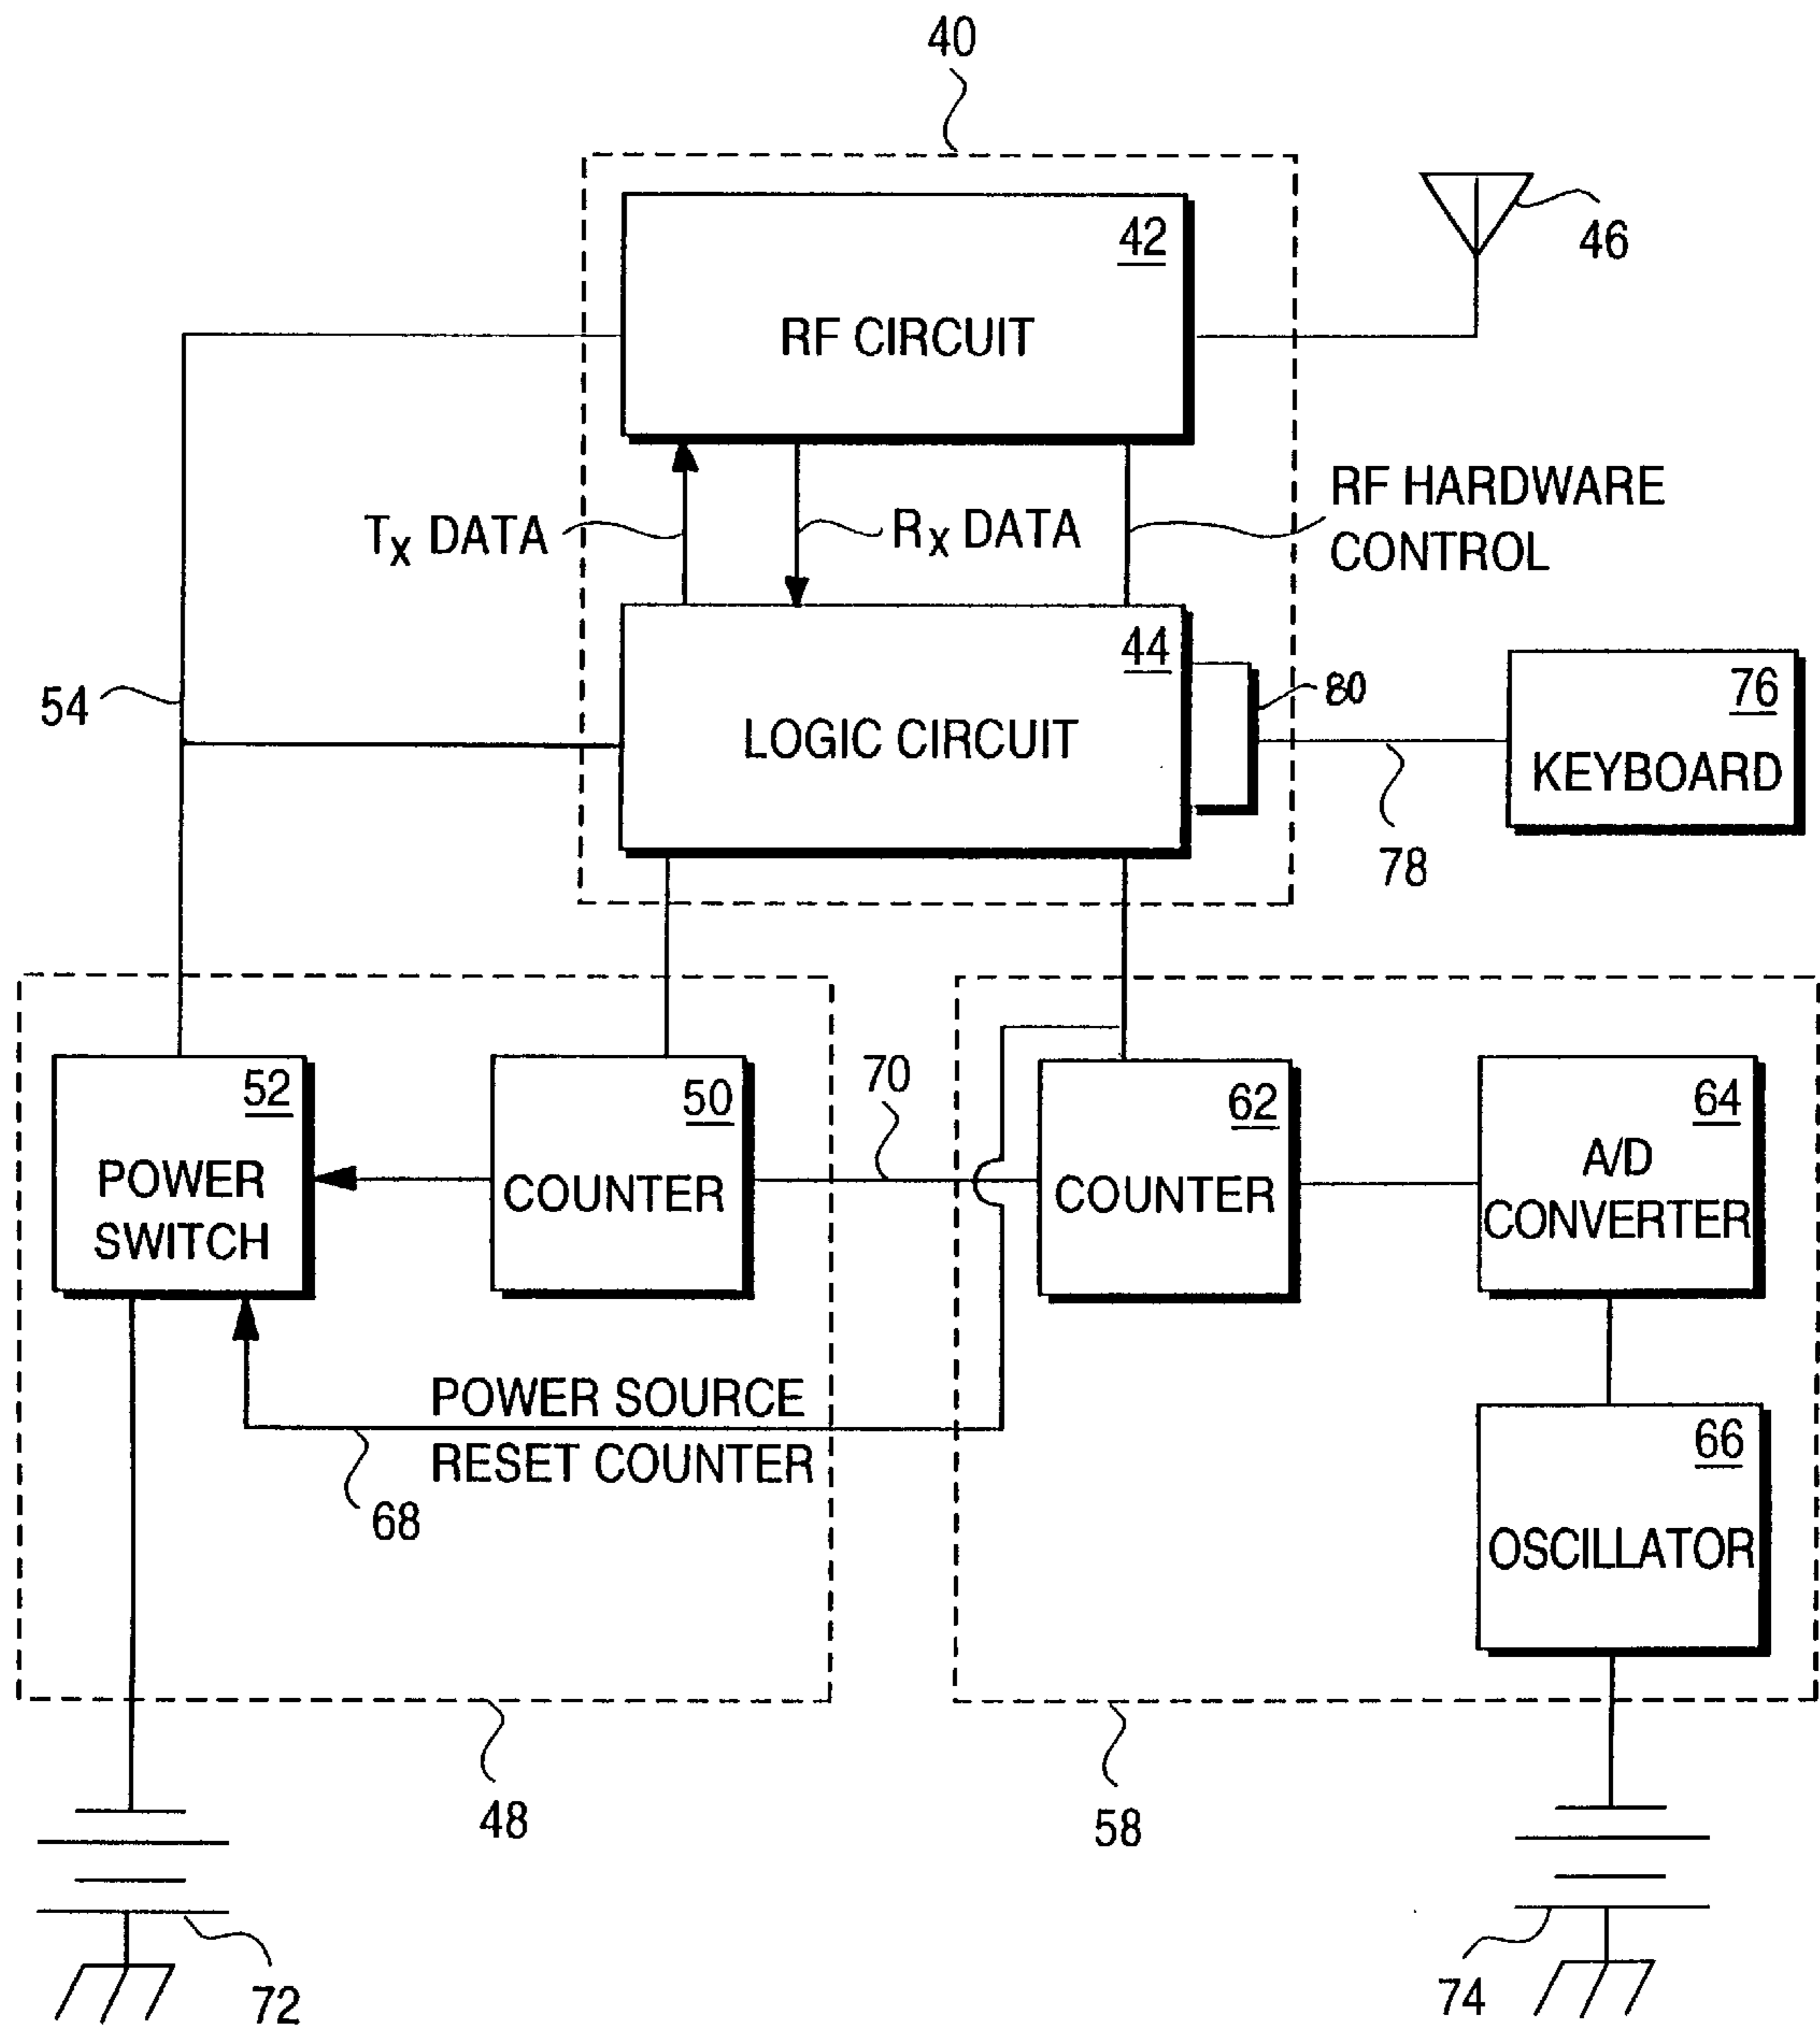 40
42
RF CIRCUIT
46
TX DATA
RX DATA
RF HARDWARE
CONTROL
44
LOGIC CIRCUIT
80
76
KEYBOARD
78
54
52
POWER
SWITCH
50
COUNTER
70
62
COUNTER
64
A/D
CONVERTER
POWER SOURCE
RESET COUNTER
68
66
OSCILLATOR
48
58
72
74